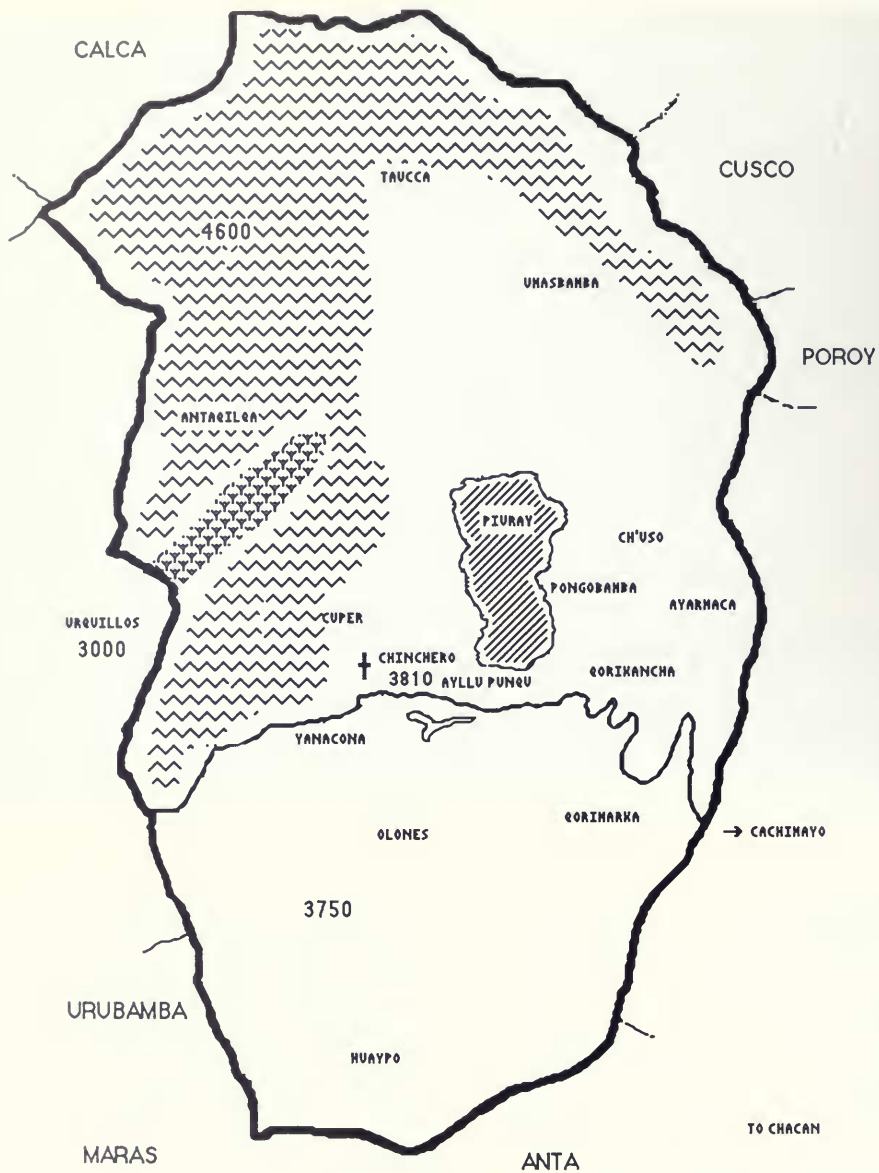 CALCA
CUSCO
TAUCCA
4600
UMASBAMBA
POROY
ANTAQILQA
PIURAY
CH'USO
PONGOBAMBA
AYARMACA
URQUILLOS
3000
CUPER
CHINCHERO
3810 AYLLU PUNQU
QORIKANCHA
YANACONA
OLONES
QORIMARKA
→ CACHIMAYO
3750
URUBAMBA
HUAYPO
TO CHACAN
MARAS
ANTA